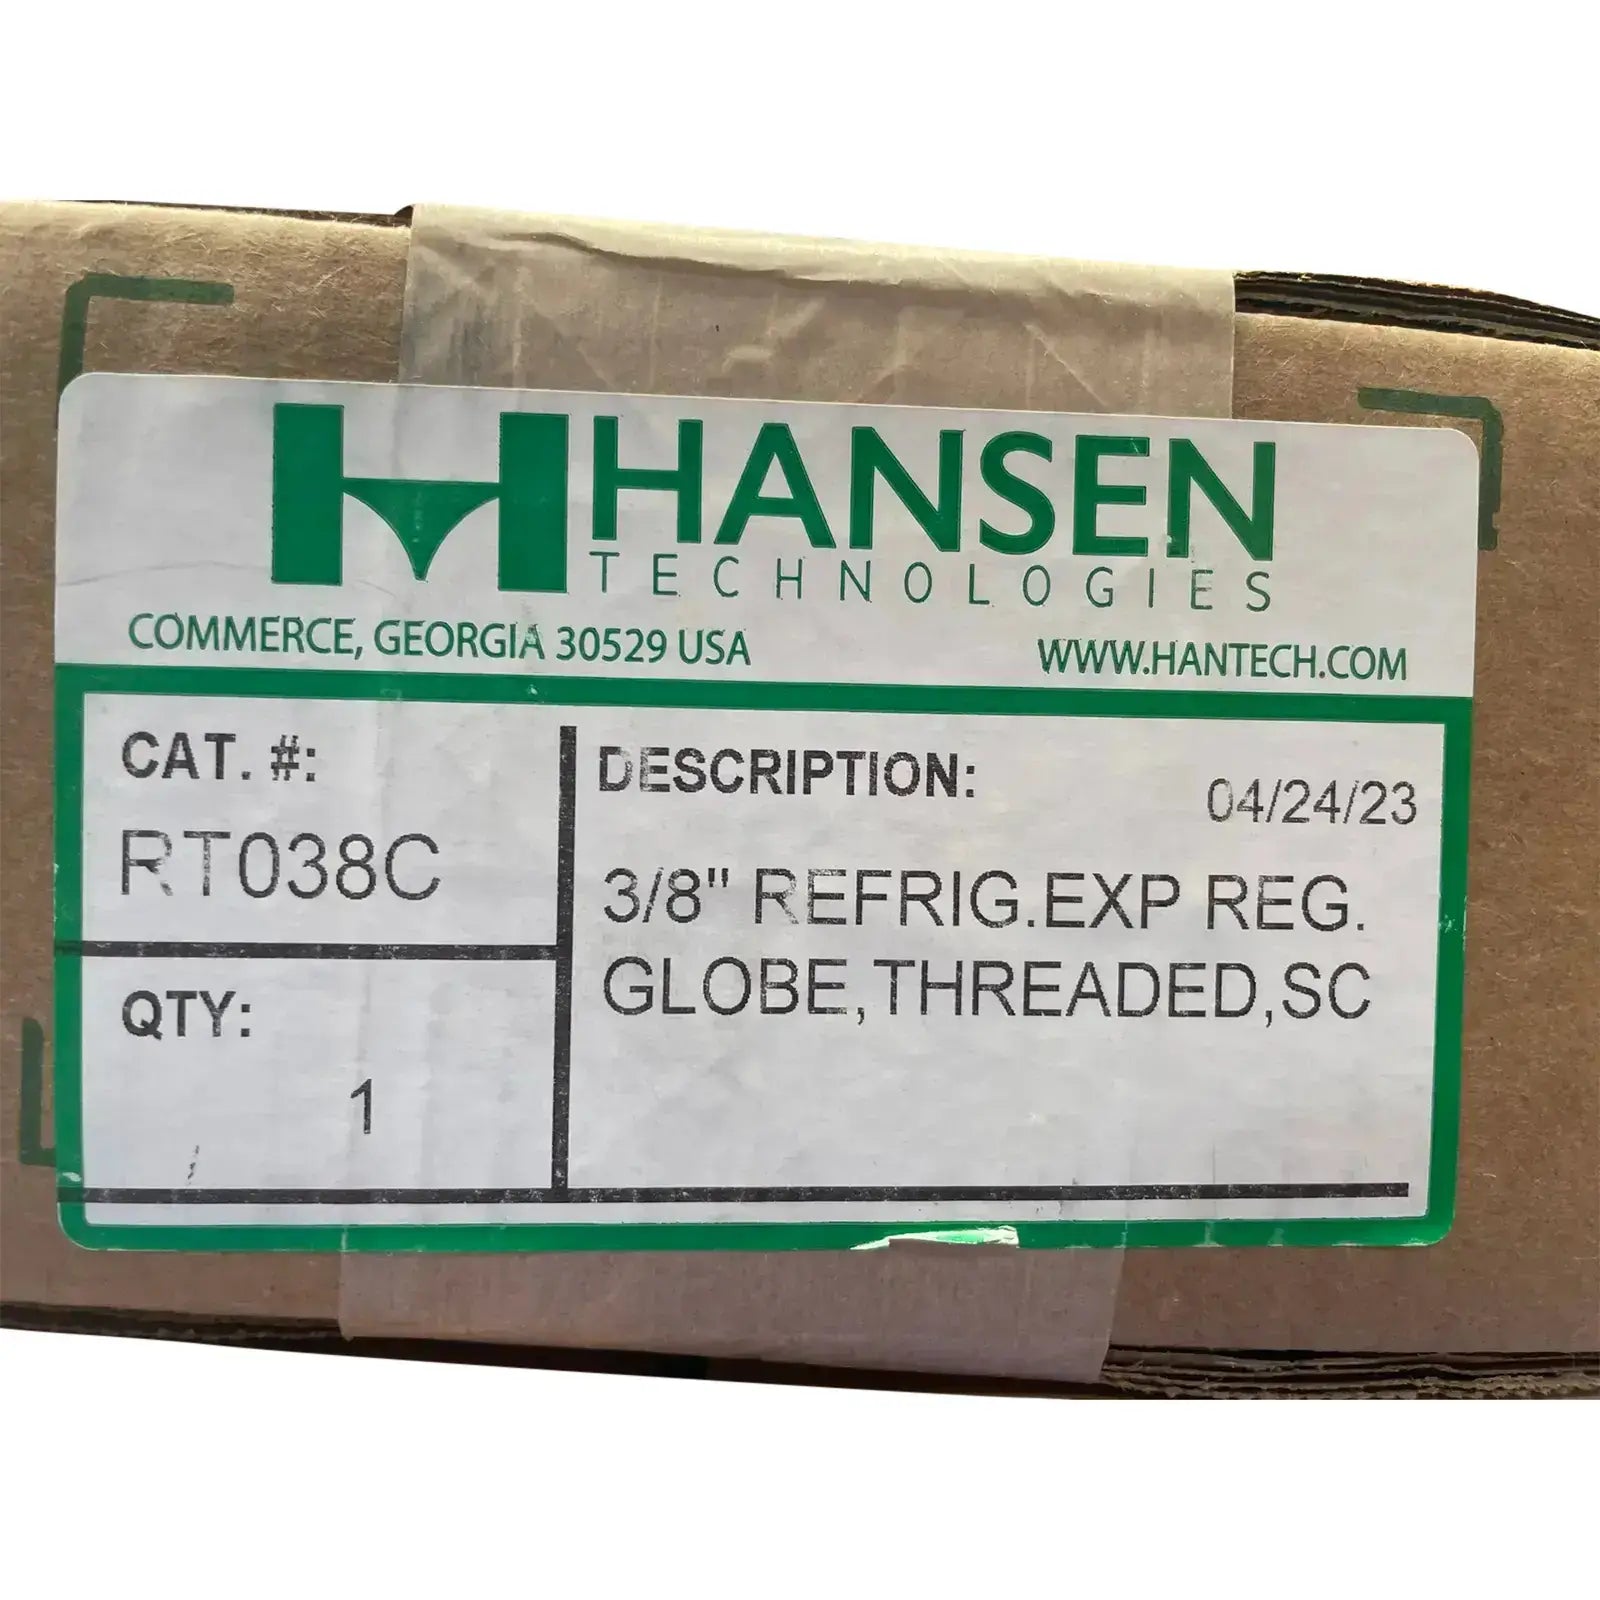 HANSEN
TECHNOLOGIES
COMMERCE, GEORGIA 30529 USA
WWW.HANTECH.COM
CAT. #:
RT038C
QTY:
1
DESCRIPTION:
04/24/23
3/8" REFRIG.EXP REG.
GLOBE,THREADED,SC